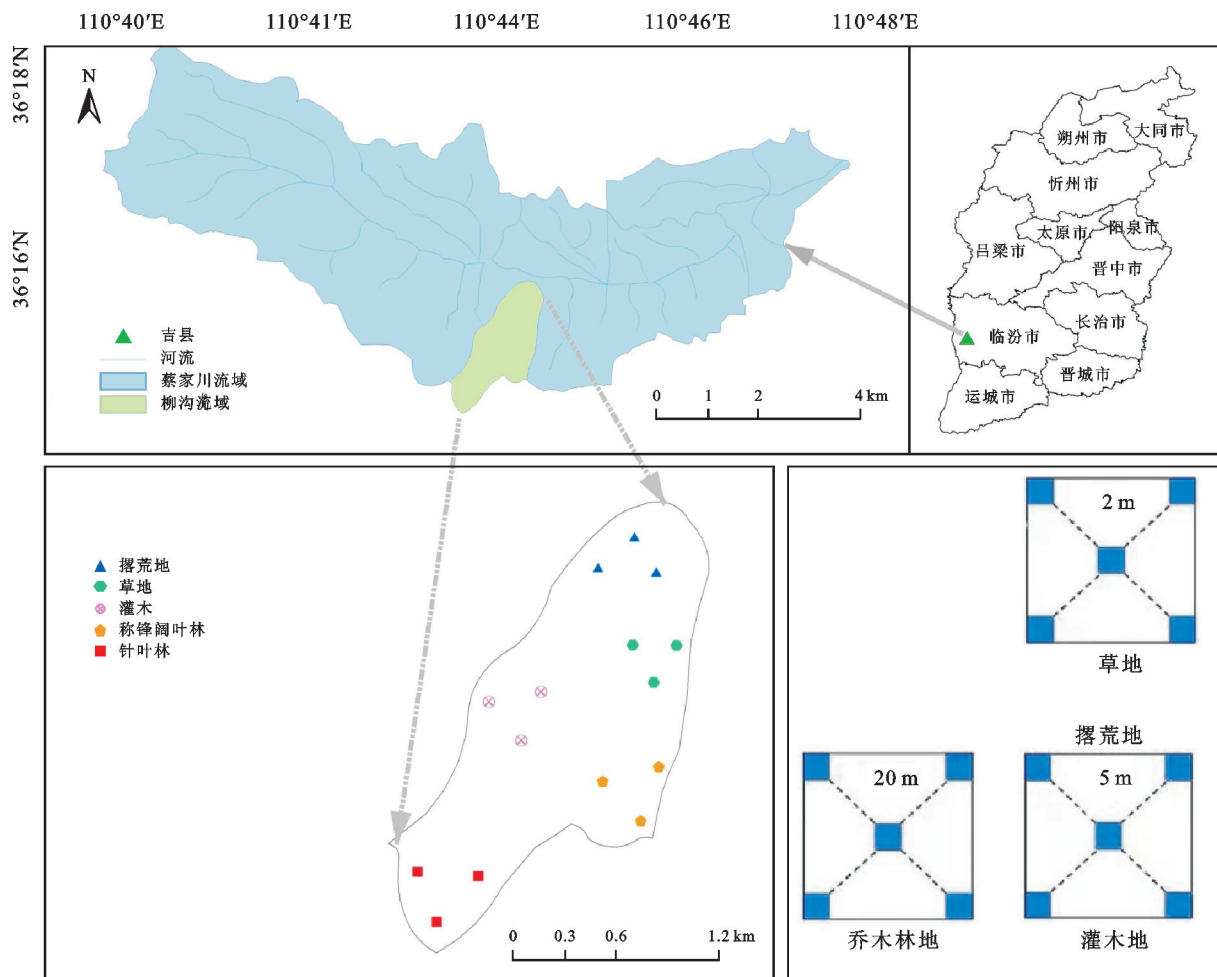 110°40′E 110°41′E 110°44′E 110°46′E 110°48′E
36°18′N
36°16′N
N
吉县
河流
蔡家川流域
柳沟流域
0 1 2 4 km
朔州市
大同市
忻州市
吕梁市
太原市
阳泉市
晋中市
临汾市
长治市
晋城市
运城市
撂荒地
草地
灌木
称锋阔叶林
针叶林
0 0.3 0.6 1.2 km
2 m
草地
撂荒地
20 m
5 m
乔木林地
灌木地